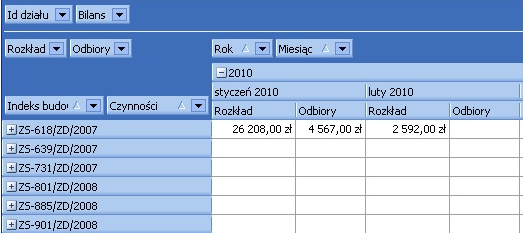 Id działu Bilans
Rozkład Odbiory Rok Miesiąc
2010
styczeń 2010 luty 2010
Indeks budo Czynności Rozkład Odbiory Rozkład Odbiory
ZS-618/ZD/2007 26 208,00 zł 4 567,00 zł 2 592,00 zł
ZS-639/ZD/2007
ZS-731/ZD/2007
ZS-801/ZD/2008
ZS-885/ZD/2008
ZS-901/ZD/2008